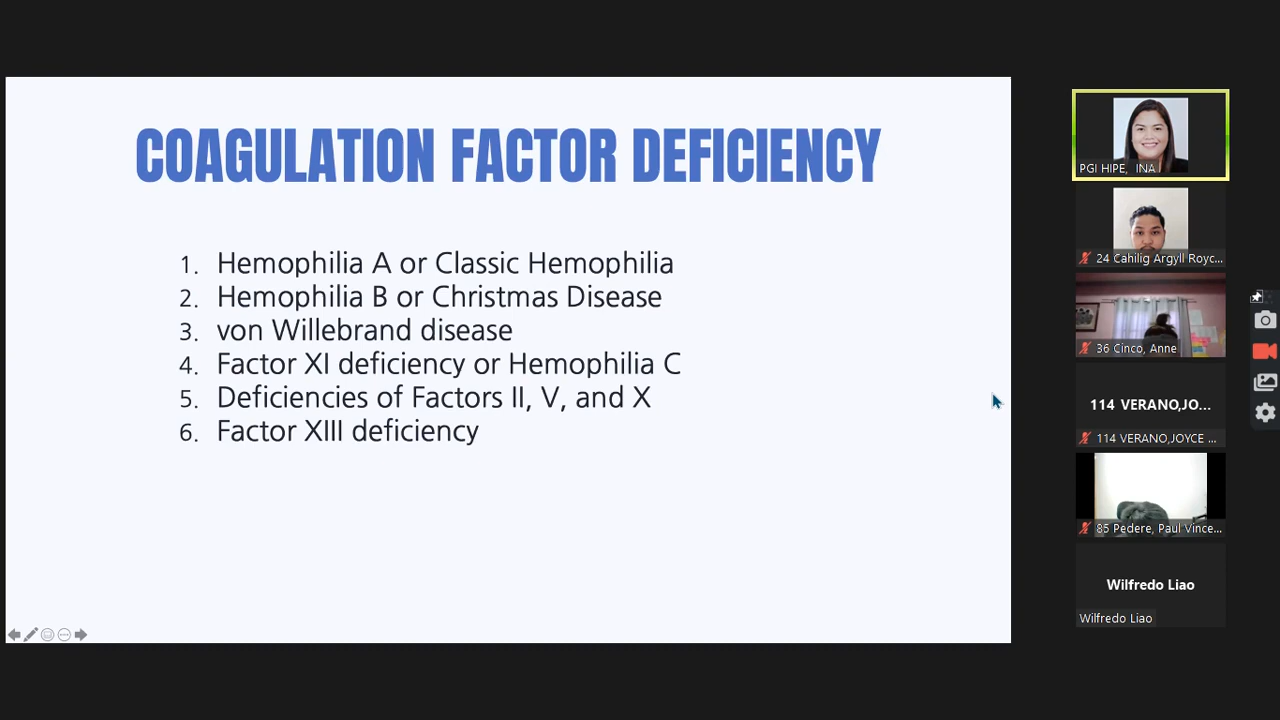 COAGULATION FACTOR DEFICIENCY
1. Hemophilia A or Classic Hemophilia
2. Hemophilia B or Christmas Disease
3. von Willebrand disease
4. Factor XI deficiency or Hemophilia C
5. Deficiencies of Factors II, V, and X
6. Factor XIII deficiency
PGI HIPE, INA
24 Cahilig Argyll Royc...
36 Cinco, Anne
114 VERANO,JO...
114 VERANO,JOYCE ...
85 Pedere, Paul Vince...
Wilfredo Liao
Wilfredo Liao